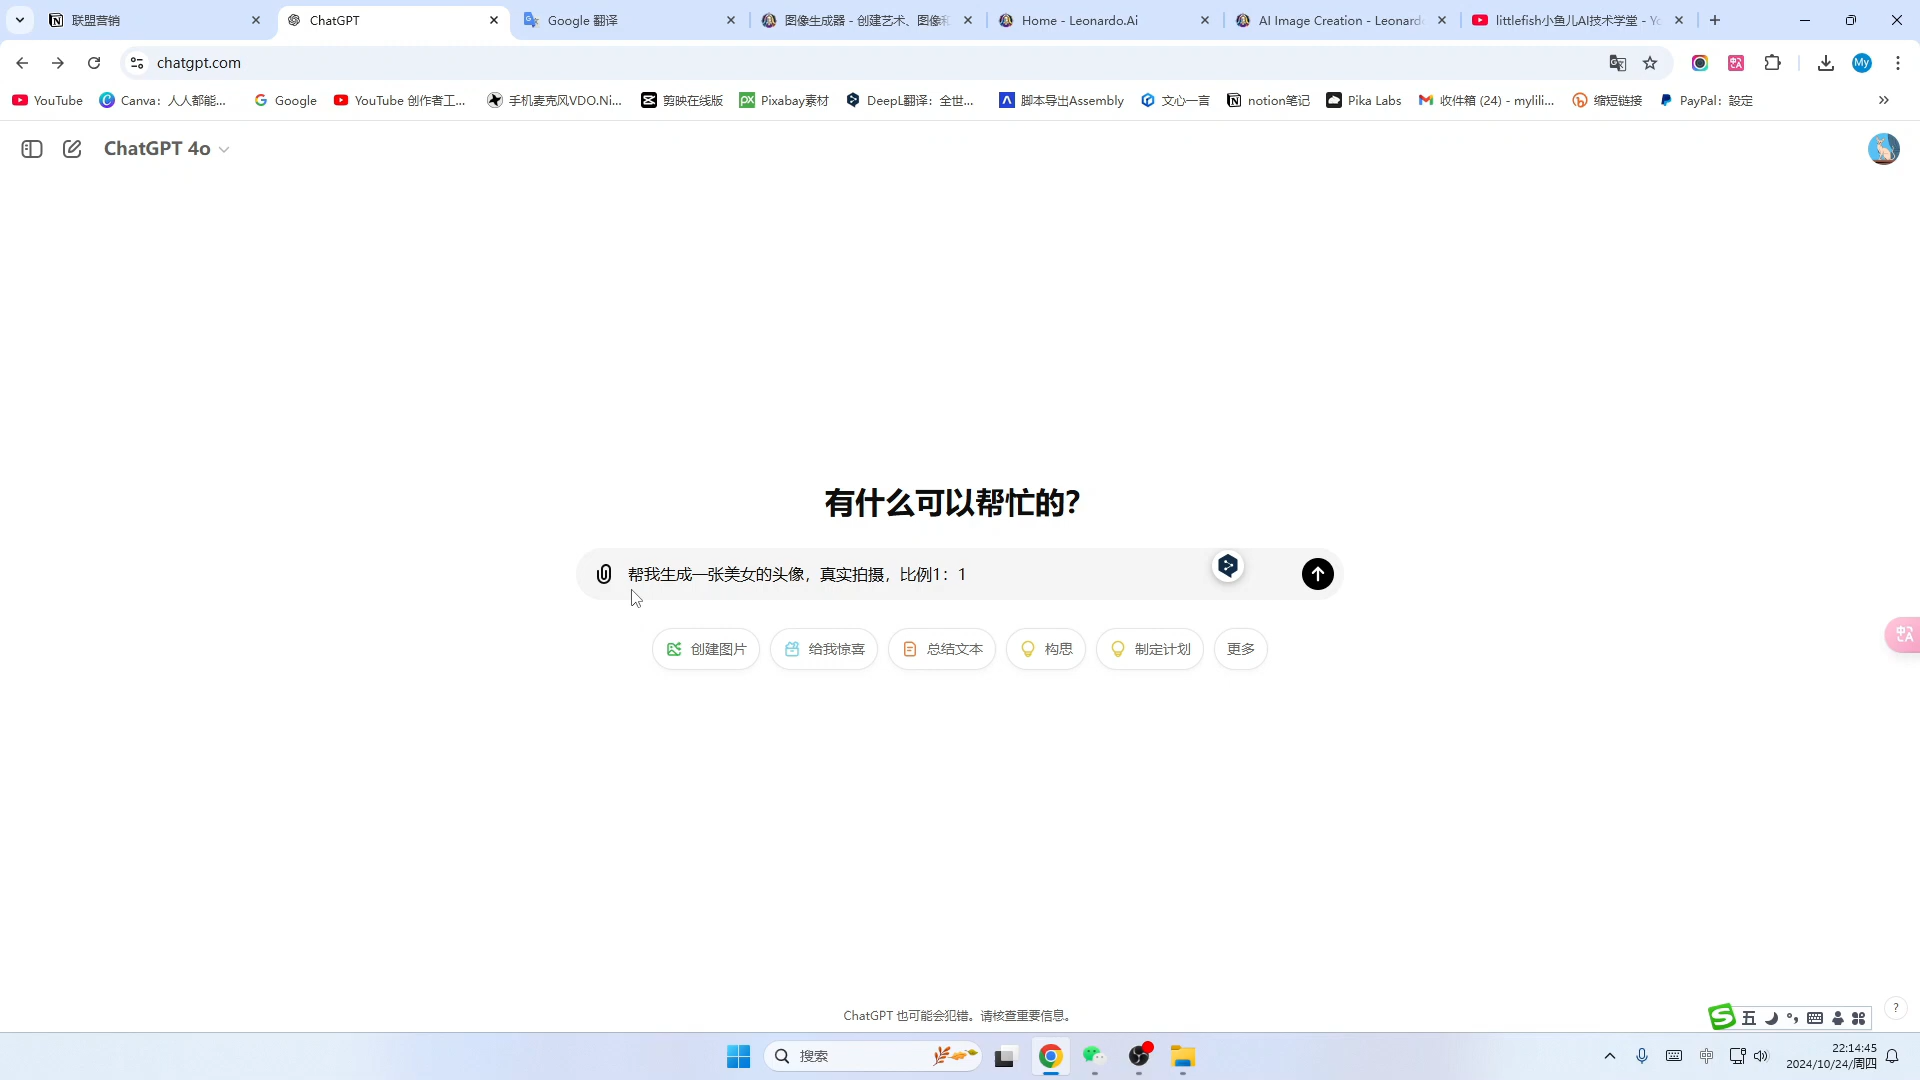 联盟营销
ChatGPT
Google 翻译
图像生成器 - 创建艺术、图像和
Home - Leonardo.Ai
AI Image Creation - Leonardo
littlefish小鱼儿AI技术学堂 - Yo
chatgpt.com
My
YouTube
Canva：人人都能...
Google
YouTube 创作者工...
手机麦克风VDO.Ni...
剪映在线版
Pixabay素材
DeepL翻译：全世...
脚本导出Assembly
文心一言
notion笔记
Pika Labs
收件箱 (24) - mylili...
缩短链接
PayPal：設定
ChatGPT 4o
有什么可以帮忙的？
帮我生成一张美女的头像，真实拍摄，比例1：1
创建图片
给我惊喜
总结文本
构思
制定计划
更多
ChatGPT 也可能会犯错。请核查重要信息。
五
?
搜索
中
22:14:45
2024/10/24/周四